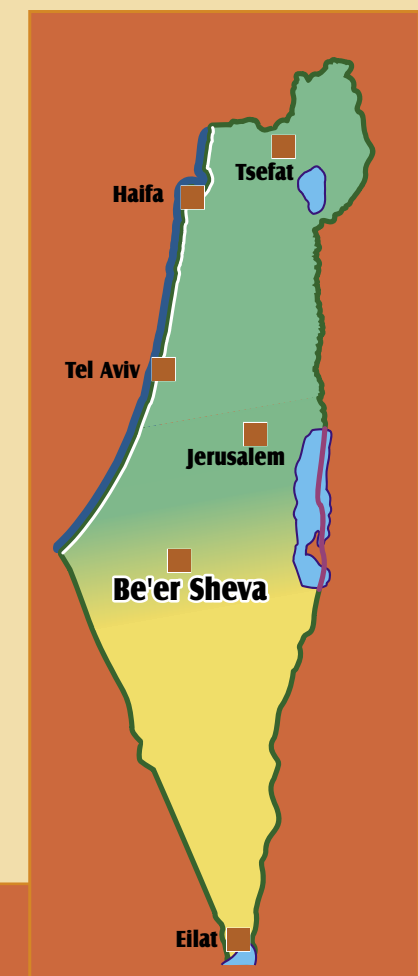 Tsefat
Haifa
Tel Aviv
Jerusalem
Be'er Sheva
Eilat